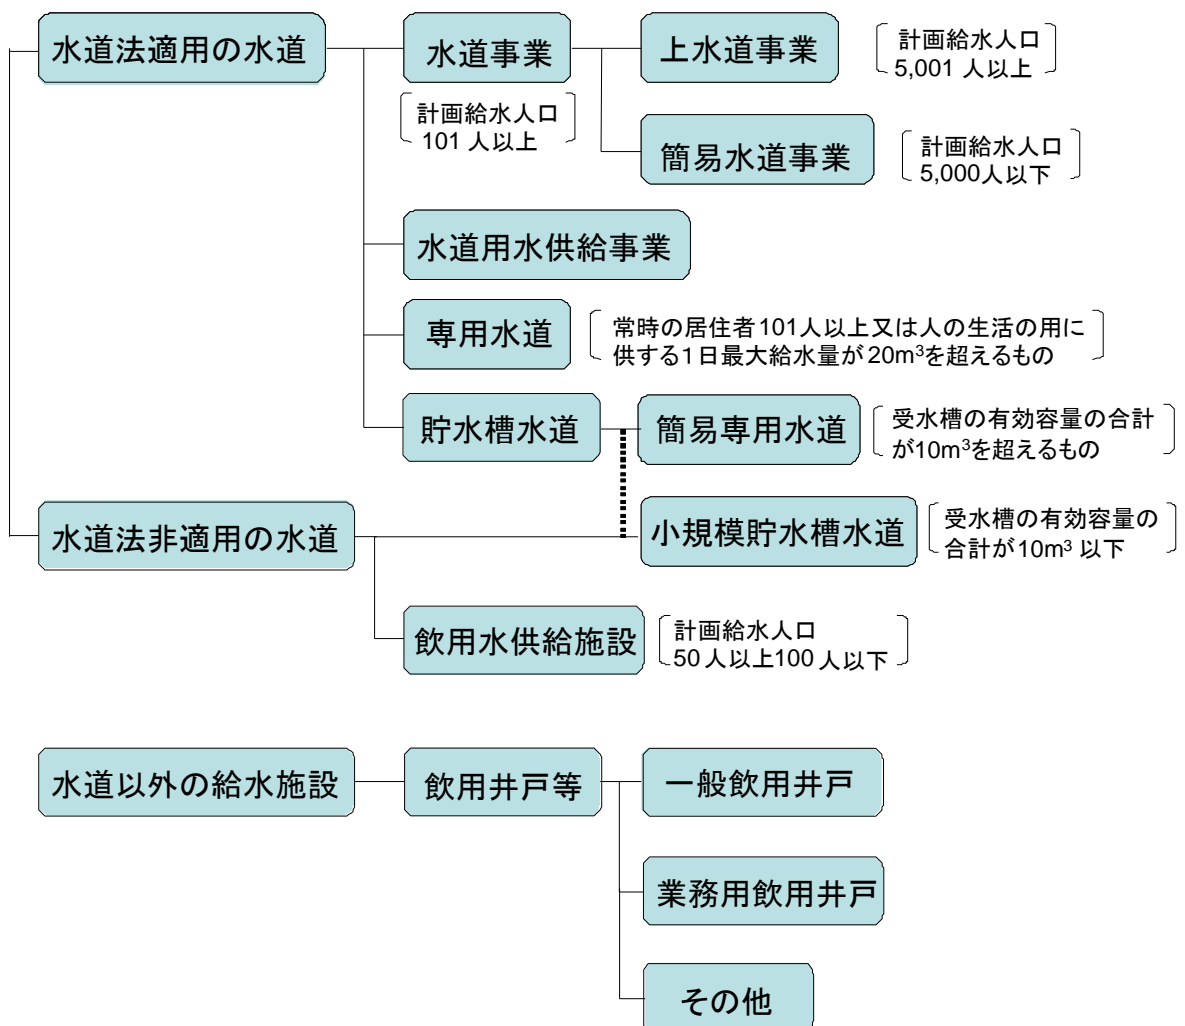 水道法適用の水道
水道事業
計画給水人口
101 人以上
上水道事業
計画給水人口
5,001 人以上
簡易水道事業
計画給水人口
5,000人以下
水道用水供給事業
専用水道
常時の居住者101人以上又は人の生活の用に
供する1日最大給水量が20m³を超えるもの
貯水槽水道
簡易専用水道
受水槽の有効容量の合計
が10m³を超えるもの
水道法非適用の水道
小規模貯水槽水道
受水槽の有効容量の
合計が10m³ 以下
飲用水供給施設
計画給水人口
50人以上100人以下
水道以外の給水施設
飲用井戸等
一般飲用井戸
業務用飲用井戸
その他